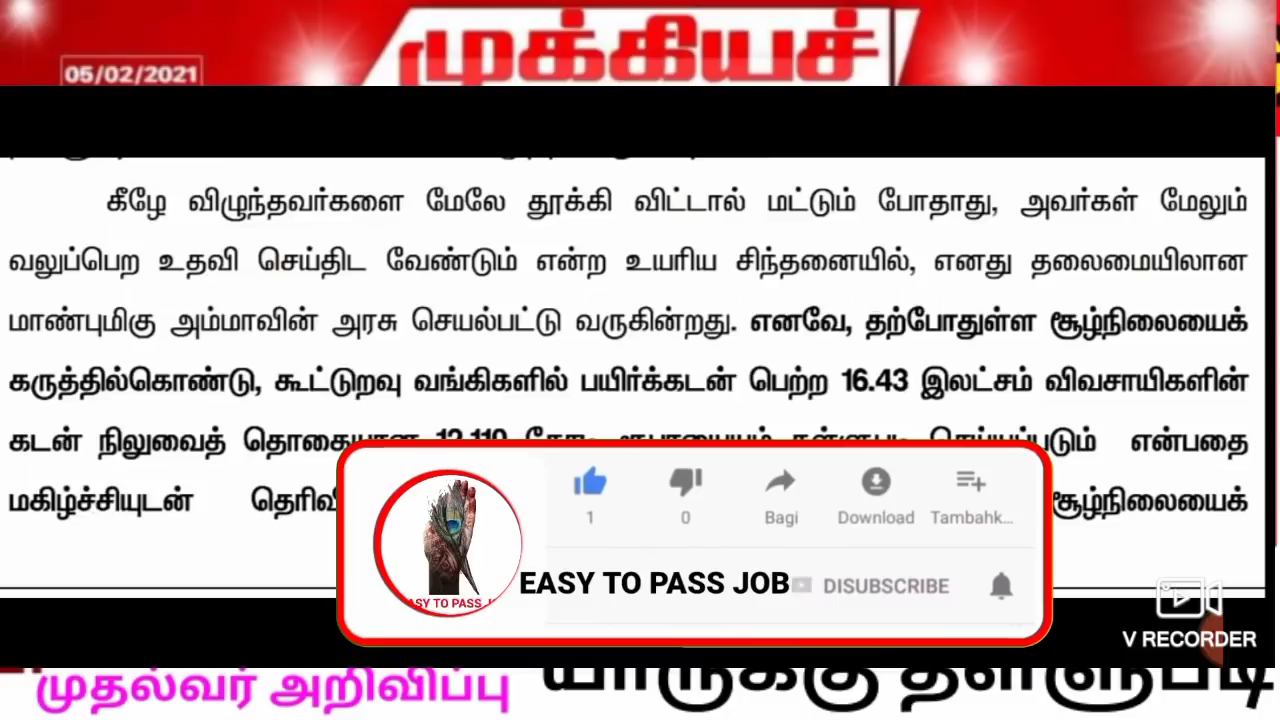 முக்கியச்
05/02/2021
கீழே விழுந்தவர்களை மேலே தூக்கி விட்டால் மட்டும் போதாது, அவர்கள் மேலும்
வலுப்பெற உதவி செய்திட வேண்டும் என்ற உயரிய சிந்தனையில், எனது தலைமையிலான
மாண்புமிகு அம்மாவின் அரசு செயல்பட்டு வருகின்றது. எனவே, தற்போதுள்ள சூழ்நிலையைக்
கருத்தில்கொண்டு, கூட்டுறவு வங்கிகளில் பயிர்க்கடன் பெற்ற 16.43 இலட்சம் விவசாயிகளின்
கடன் நிலுவைத் தொகையான 12,110 கோடி ரூபாயையும் தள்ளுபடி செய்யப்படும் என்பதை
மகிழ்ச்சியுடன் சூழ்நிலையைக்
1 0 Bagi Download Tambahk...
EASY TO PASS JOB DISUBSCRIBE
V RECORDER
முதல்வர் அறிவிப்பு யாருக்கு தள்ளுபடி